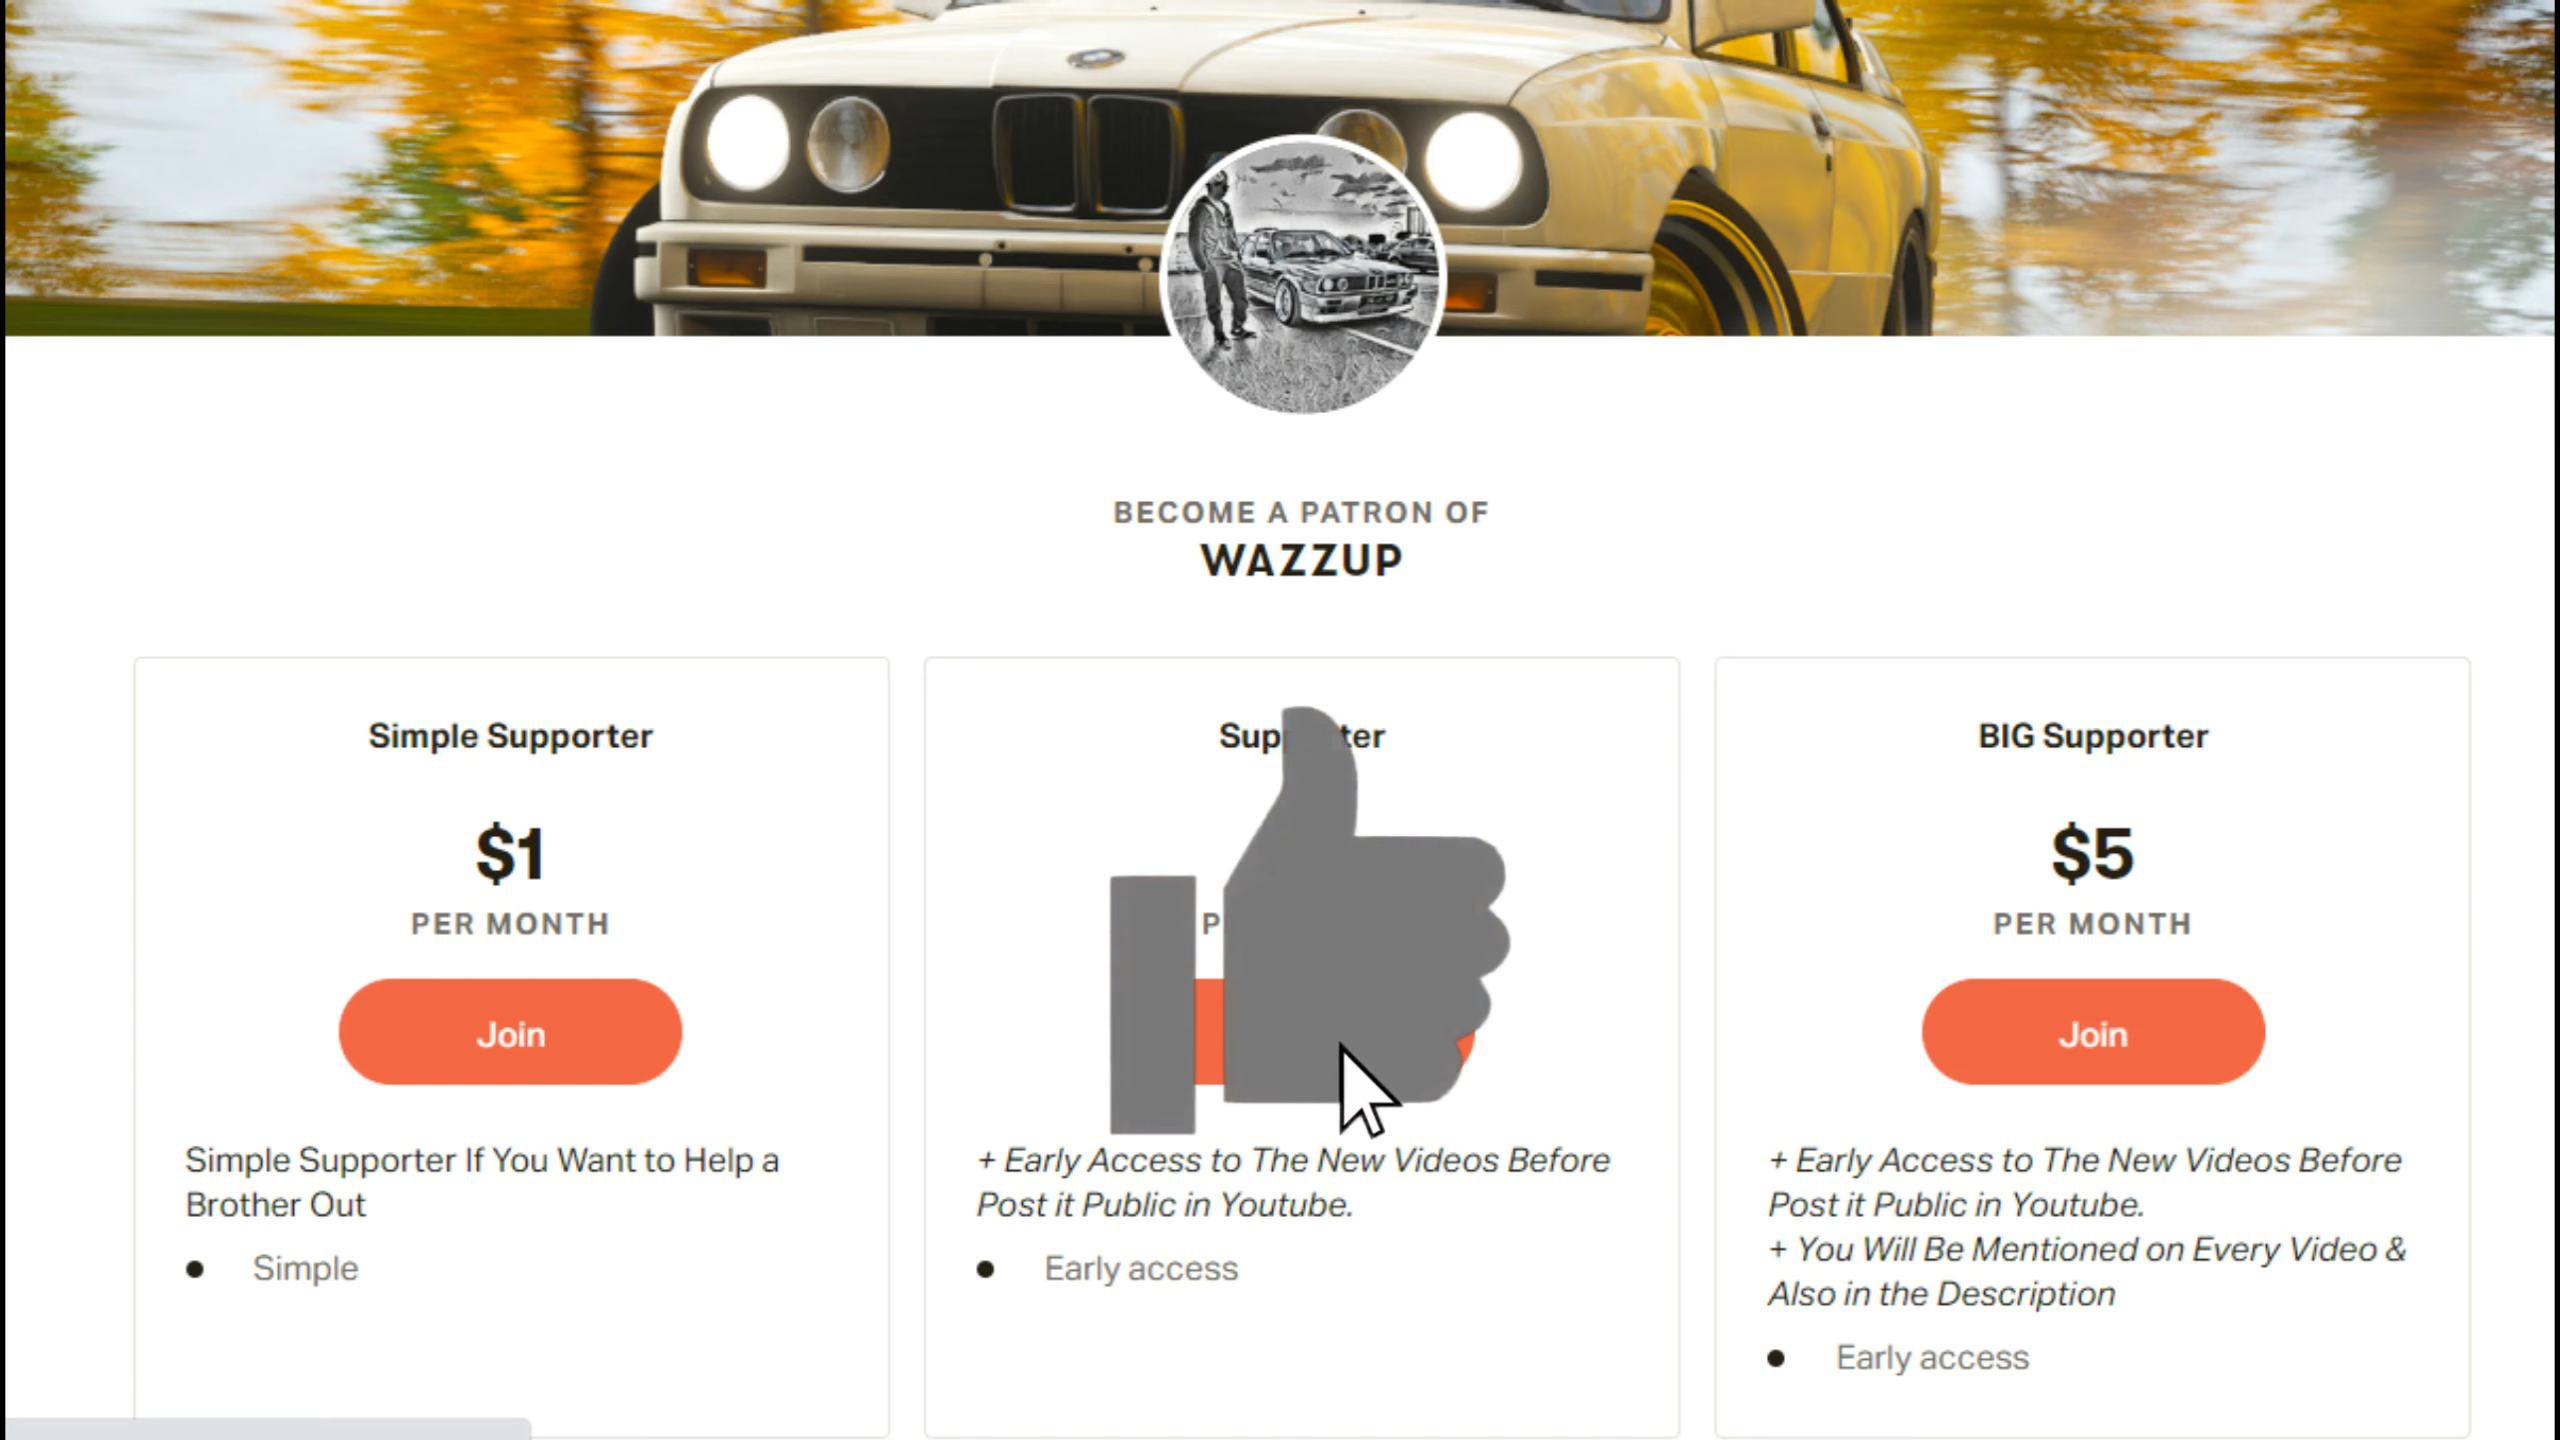 BECOME A PATRON OF
WAZZUP
Simple Supporter
$1
PER MONTH
Join
Simple Supporter If You Want to Help a
Brother Out
Simple
+ Early Access to The New Videos Before
Post it Public in Youtube.
Early access
BIG Supporter
$5
PER MONTH
Join
+ Early Access to The New Videos Before
Post it Public in Youtube.
+ You Will Be Mentioned on Every Video &
Also in the Description
Early access